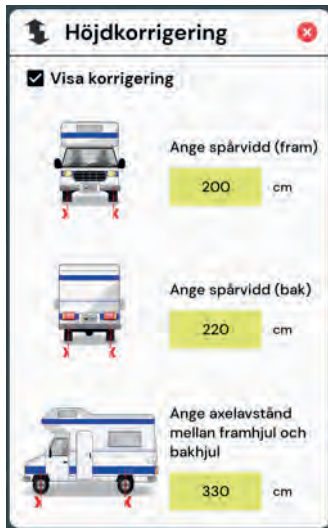 Höjdkorrigering
Visa korrigering
Ange spårvidd (fram)
200 cm
Ange spårvidd (bak)
220 cm
Ange axelavstånd
mellan framhjul och
bakhjul
330 cm